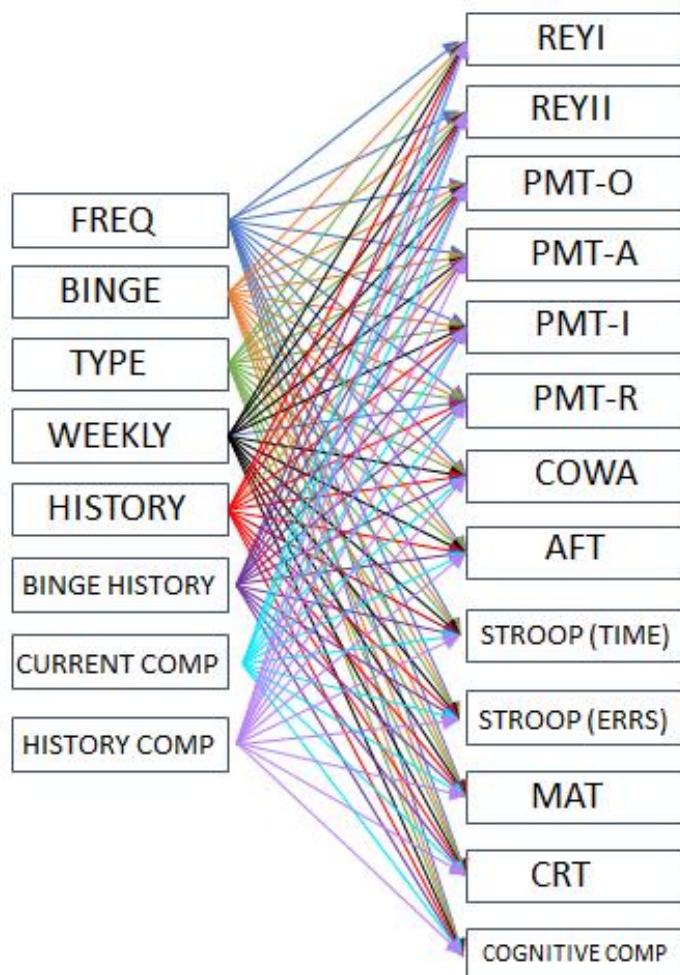 FREQ
BINGE
TYPE
WEEKLY
HISTORY
BINGE HISTORY
CURRENT COMP
HISTORY COMP
REYI
REYII
PMT-O
PMT-A
PMT-I
PMT-R
COWA
AFT
STROOP (TIME)
STROOP (ERRS)
MAT
CRT
COGNITIVE COMP